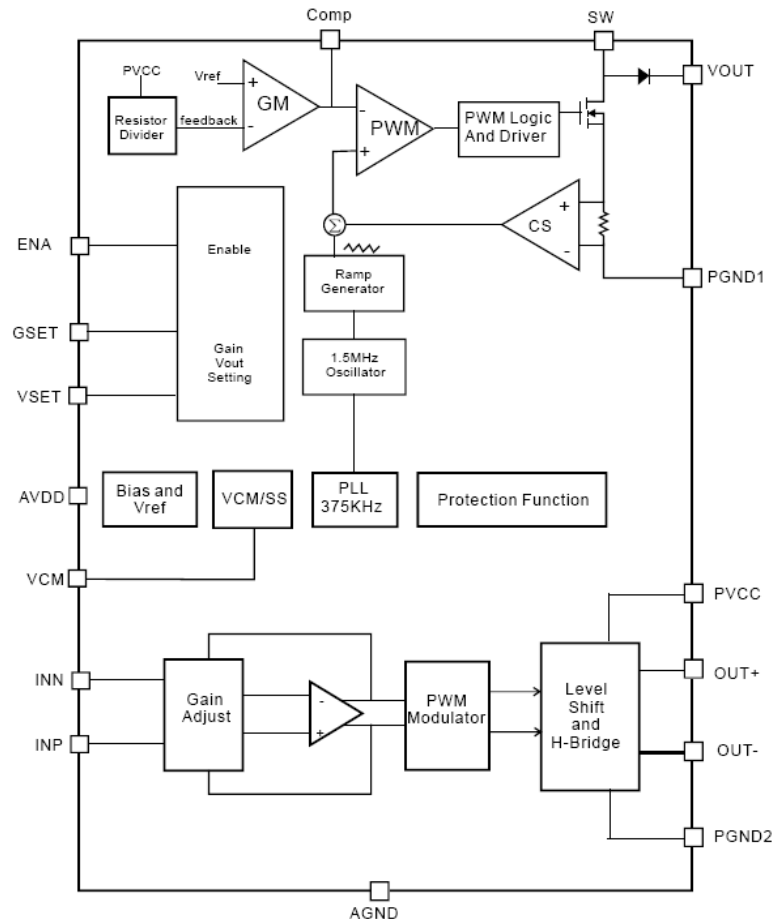 Comp
SW
VOUT
PVCC
Vref
+
GM
-
Resistor
Divider
feedback
-
PWM
+
PWM Logic
And Driver
CS
+
-
Σ
PGND1
ENA
Enable
Ramp
Generator
GSET
Gain
Vout
Setting
1.5MHz
Oscillator
VSET
AVDD
Bias and
Vref
VCM/SS
PLL
375KHz
Protection Function
VCM
PVCC
INN
Gain
Adjust
-
+
PWM
Modulator
Level
Shift
and
H-Bridge
OUT+
INP
OUT-
PGND2
AGND